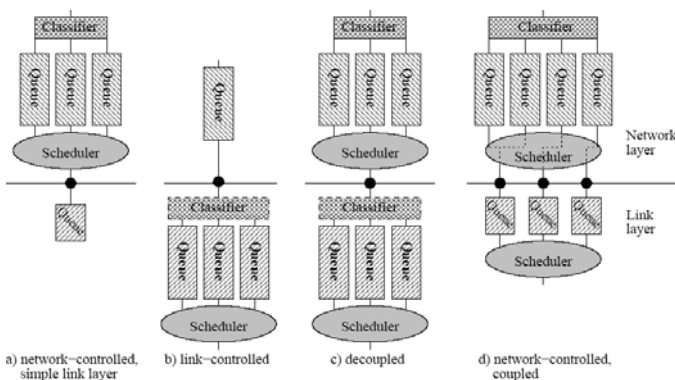 Classifier
Queue Queue Queue
Scheduler
Queue
a) network-controlled,
simple link layer
Queue
Classifier
Queue Queue Queue
Scheduler
b) link-controlled
Classifier
Queue Queue Queue
Scheduler
Classifier
Queue Queue Queue
Scheduler
c) decoupled
Classifier
Queue Queue Queue Queue
Scheduler
Network
layer
Queue Queue Queue
Link
layer
Scheduler
d) network-controlled,
coupled